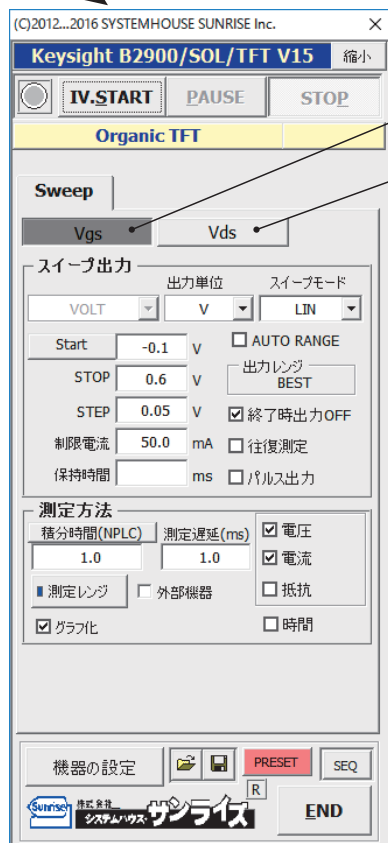 (C)2012...2016 SYSTEMHOUSE SUNRISE Inc. ×
Keysight B2900/SOL/TFT V15 縮小
IV.START PAUSE STOP
Organic TFT
Sweep
Vgs Vds
スイープ出力
出力単位 スイープモード
VOLT V LIN
Start -0.1 V AUTO RANGE
出力レンジ
STOP 0.6 V BEST
STEP 0.05 V 終了時出力OFF
制限電流 50.0 mA 往復測定
保持時間 ms パルス出力
測定方法
積分時間(NPLC) 測定遅延(ms) 電圧
1.0 1.0 電流
測定レンジ 外部機器 抵抗
グラフ化 時間
機器の設定 PRESET SEQ
R
Sunrise 株式会社 システムハウス・サンライズ END